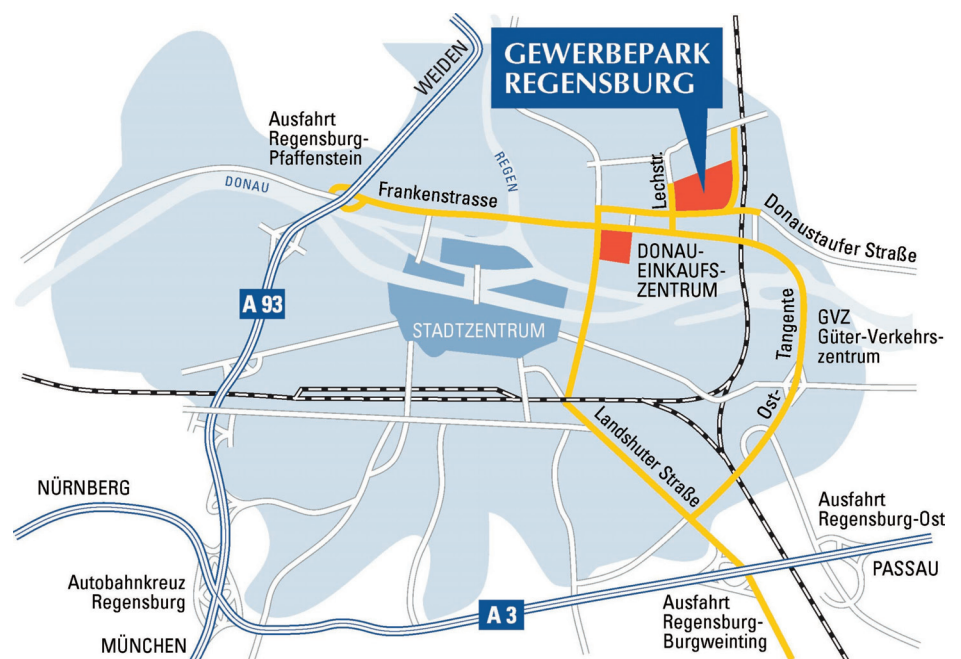 GEWERBEPARK
REGENSBURG
WEIDEN
Ausfahrt
Regensburg-
Pfaffenstein
DONAU
REGEN
Frankenstrasse
Lechstr.
Donaustaufer Straße
DONAU-
EINKAUFS-
ZENTRUM
A 93
STADTZENTRUM
GVZ
Güter-Verkehrs-
zentrum
Ost-
Tangente
Landshuter Straße
NÜRNBERG
Ausfahrt
Regensburg-Ost
PASSAU
Autobahnkreuz
Regensburg
A 3
Ausfahrt
Regensburg-
Burgweinting
MÜNCHEN